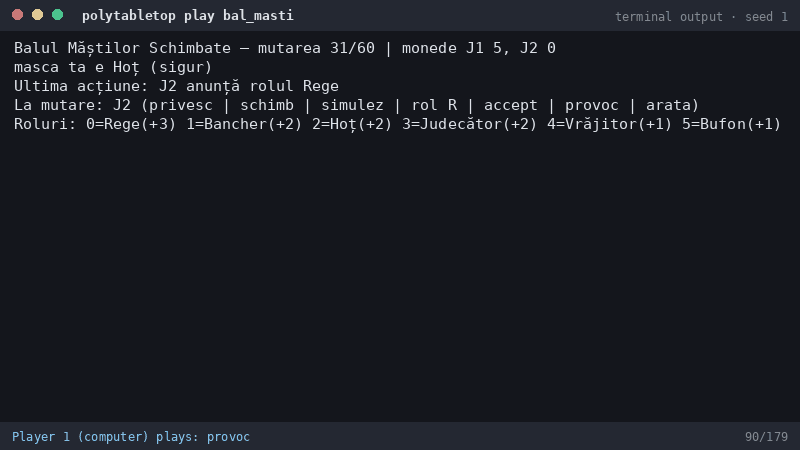 polytabletop play bal_masti
terminal output · seed 1
Balul Măștilor Schimbate — mutarea 31/60 | monede J1 5, J2 0
masca ta e Hoț (sigur)
Ultima acțiune: J2 anunță rolul Rege
La mutare: J2 (privesc | schimb | simulez | rol R | accept | provoc | arata)
Roluri: 0=Rege(+3) 1=Bancher(+2) 2=Hoț(+2) 3=Judecător(+2) 4=Vrăjitor(+1) 5=Bufon(+1)
Player 1 (computer) plays: provoc
90/179